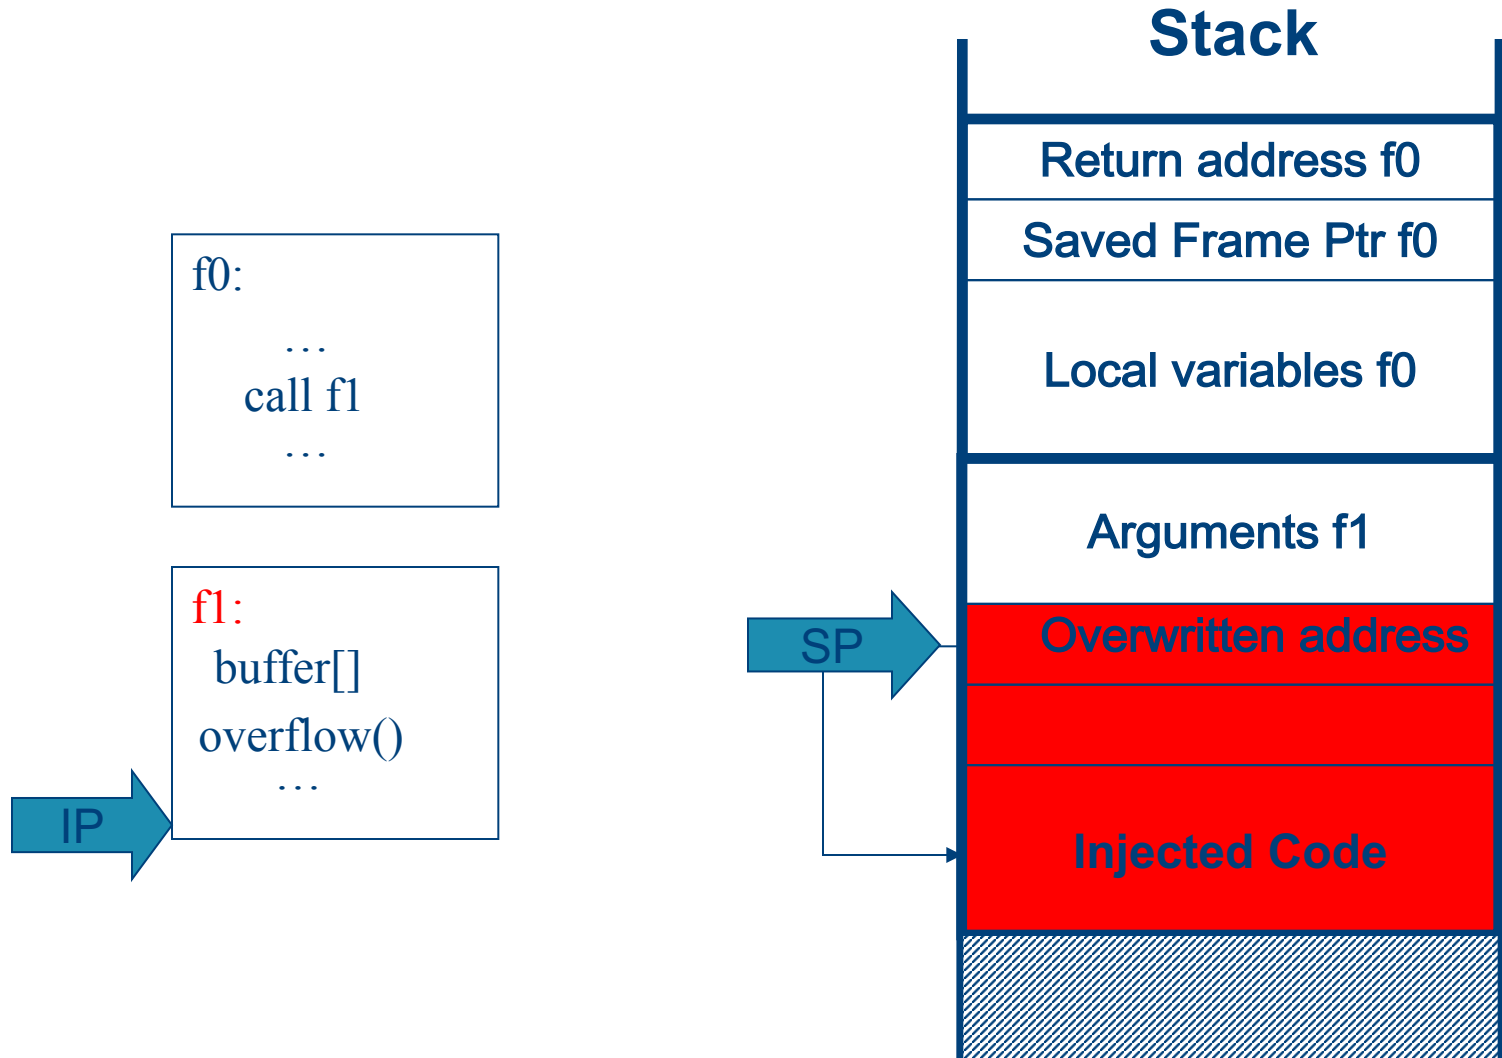 Stack
Return address f0
Saved Frame Ptr f0
Local variables f0
Arguments f1
Overwritten address
Injected Code
f0:
…
call f1
…
f1:
buffer[]
overflow()
…
IP
SP